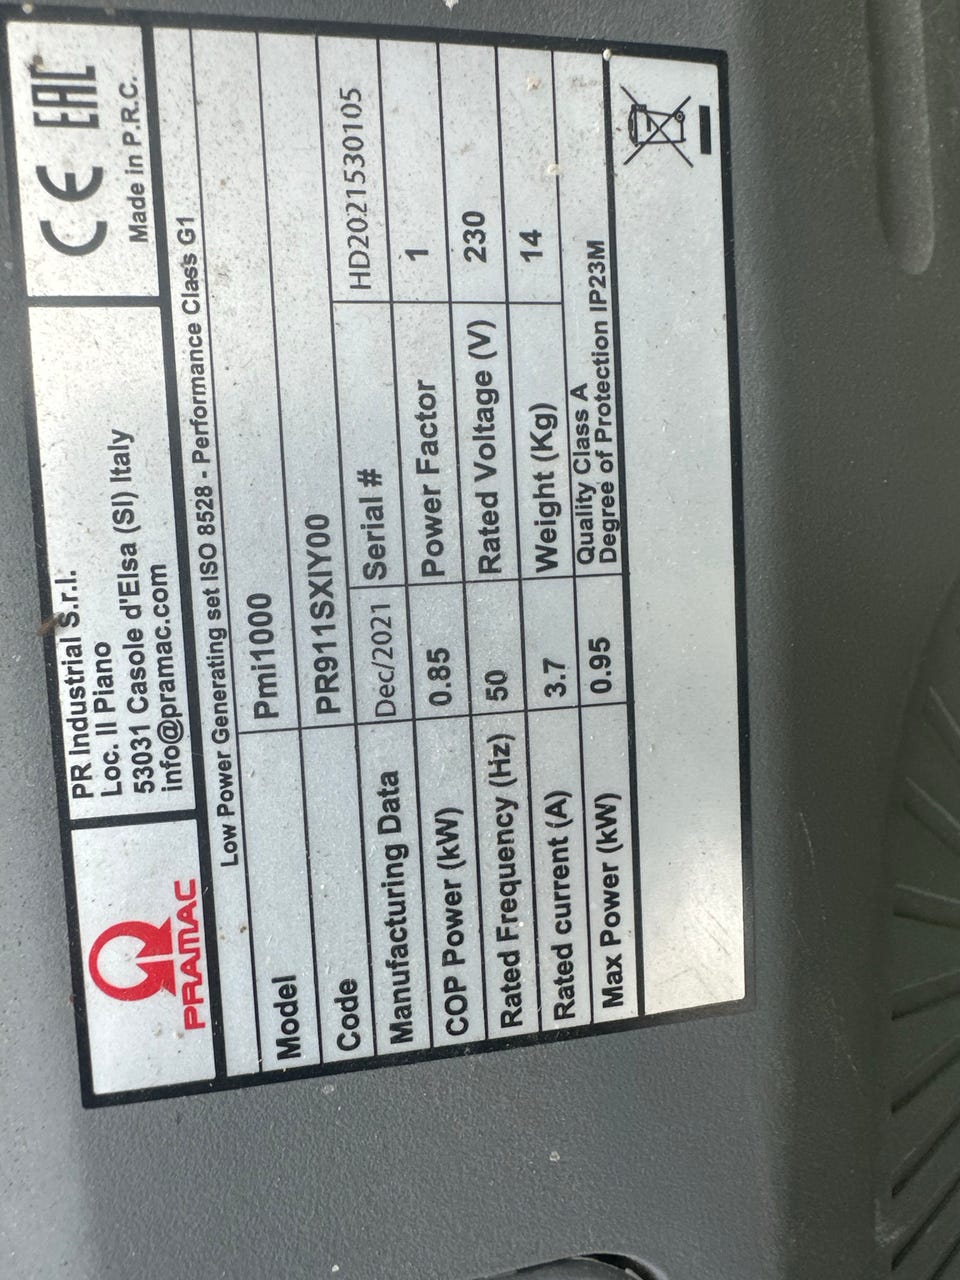 PRAMAC
PR Industrial S.r.l.
Loc. Il Piano
53031 Casole d'Elsa (SI) Italy
info@pramac.com
CE EAC
Made in P.R.C.
Low Power Generating set ISO 8528 - Performance Class G1
Model Pmi1000
Code PR911SXIY00
Manufacturing Data Dec/2021 Serial # HD2021530105
COP Power (kW) 0.85 Power Factor 1
Rated Frequency (Hz) 50 Rated Voltage (V) 230
Rated current (A) 3.7 Weight (Kg) 14
Max Power (kW) 0.95 Quality Class A
Degree of Protection IP23M